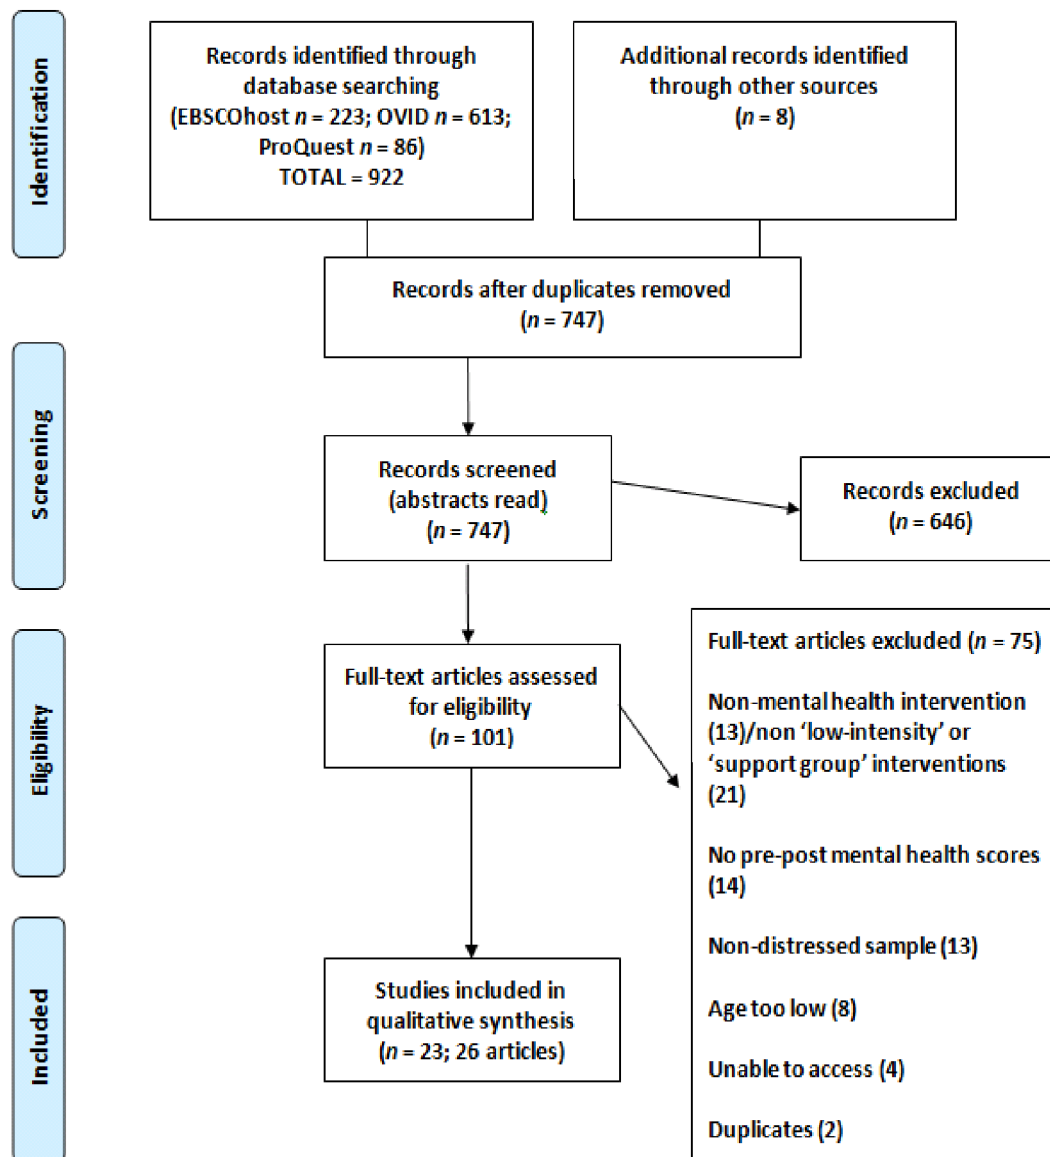 Identification
Records identified through
database searching
(EBSCOhost n = 223; OVID n = 613;
ProQuest n = 86)
TOTAL = 922
Additional records identified
through other sources
(n = 8)
Records after duplicates removed
(n = 747)
Screening
Records screened
(abstracts read)
(n = 747)
Records excluded
(n = 646)
Eligibility
Full-text articles assessed
for eligibility
(n = 101)
Full-text articles excluded (n = 75)
Non-mental health intervention
(13)/non ‘low-intensity’ or
‘support group’ interventions
(21)
No pre-post mental health scores
(14)
Non-distressed sample (13)
Age too low (8)
Unable to access (4)
Duplicates (2)
Included
Studies included in
qualitative synthesis
(n = 23; 26 articles)